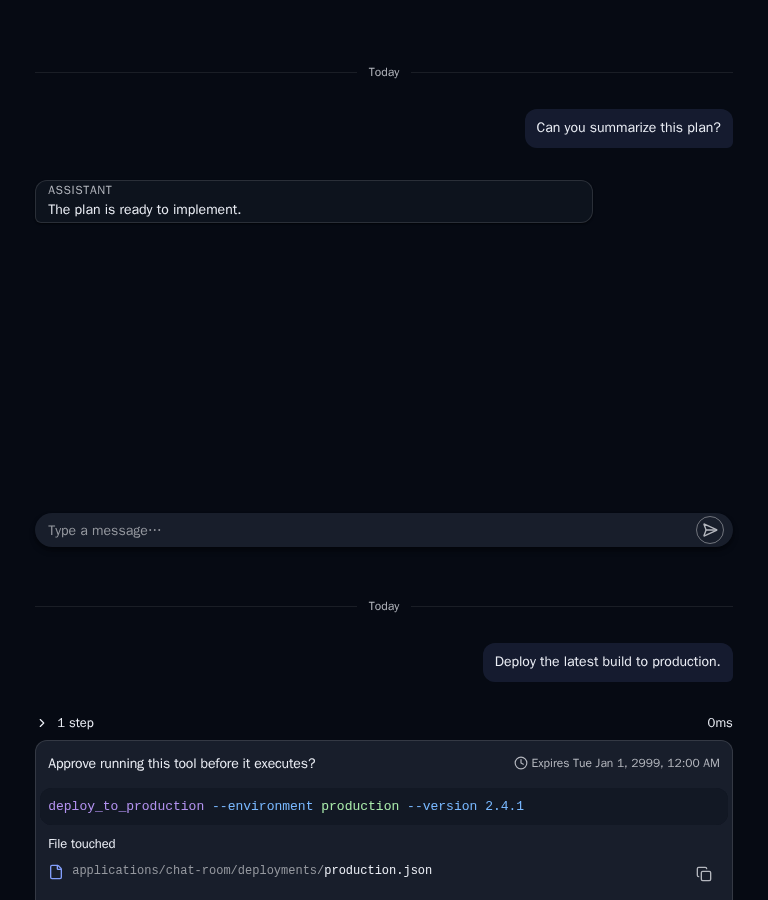 Today
Can you summarize this plan?
ASSISTANT
The plan is ready to implement.
Type a message…
Today
Deploy the latest build to production.
1 step
0ms
Approve running this tool before it executes?
Expires Tue Jan 1, 2999, 12:00 AM
deploy_to_production --environment production --version 2.4.1
File touched
applications/chat-room/deployments/production.json